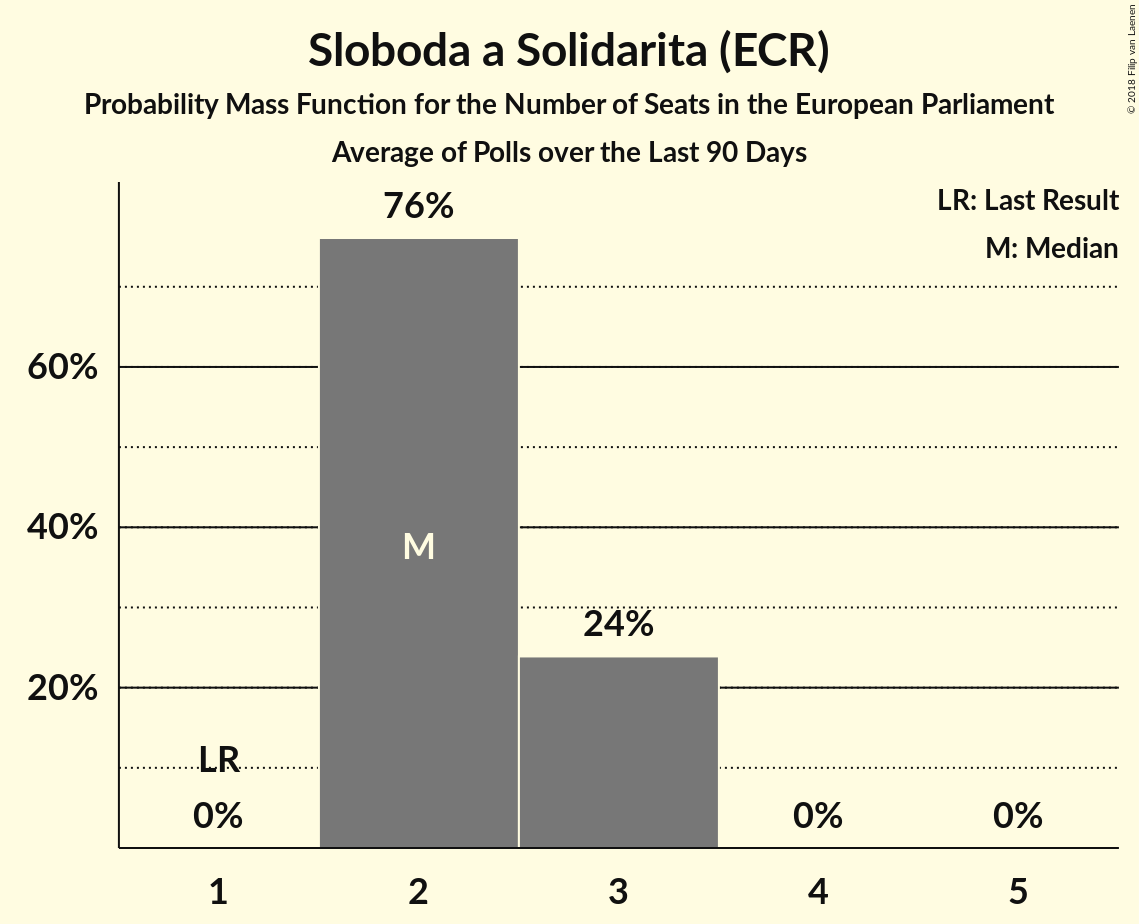 Sloboda a Solidarita (ECR)
Probability Mass Function for the Number of Seats in the European Parliament
Average of Polls over the Last 90 Days
© 2018 Filip van Laenen
LR: Last Result
M: Median
76%
60%
40%
M
24%
20%
LR
0%
0%
0%
1
2
3
4
5